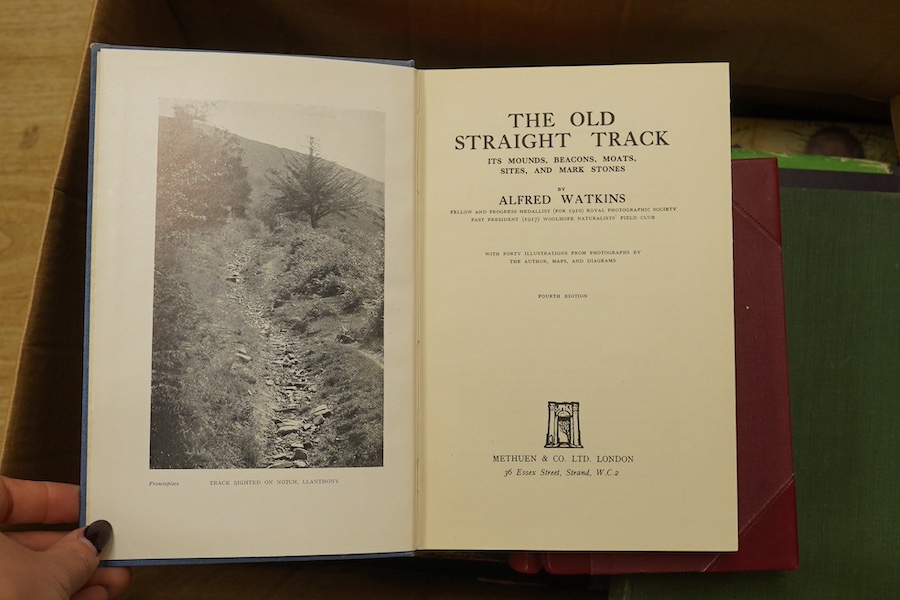 Frontispiece
TRACK SIGHTED ON NOTCH, LLANTHONY
THE OLD
STRAIGHT TRACK
ITS MOUNDS, BEACONS, MOATS,
SITES, AND MARK STONES
BY
ALFRED WATKINS
FELLOW AND PROGRESS MEDALLIST (FOR 1910) ROYAL PHOTOGRAPHIC SOCIETY
PAST PRESIDENT (1917) WOOLHOPE NATURALISTS' FIELD CLUB
WITH FORTY ILLUSTRATIONS FROM PHOTOGRAPHS BY
THE AUTHOR, MAPS, AND DIAGRAMS
FOURTH EDITION
METHUEN & CO. LTD. LONDON
36 Essex Street, Strand, W.C.2